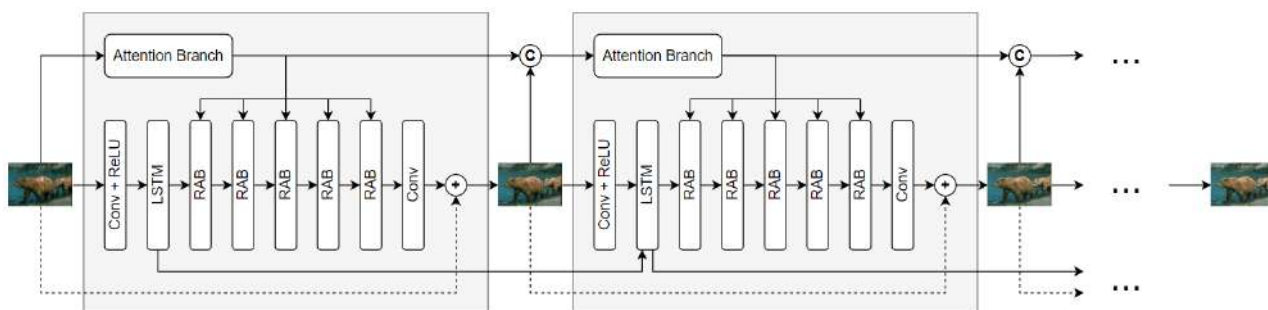 Attention Branch
C
Attention Branch
C
...
Conv + ReLU
LSTM
RAB
RAB
RAB
RAB
RAB
Conv
+
Conv + ReLU
LSTM
RAB
RAB
RAB
RAB
RAB
Conv
+
...
...